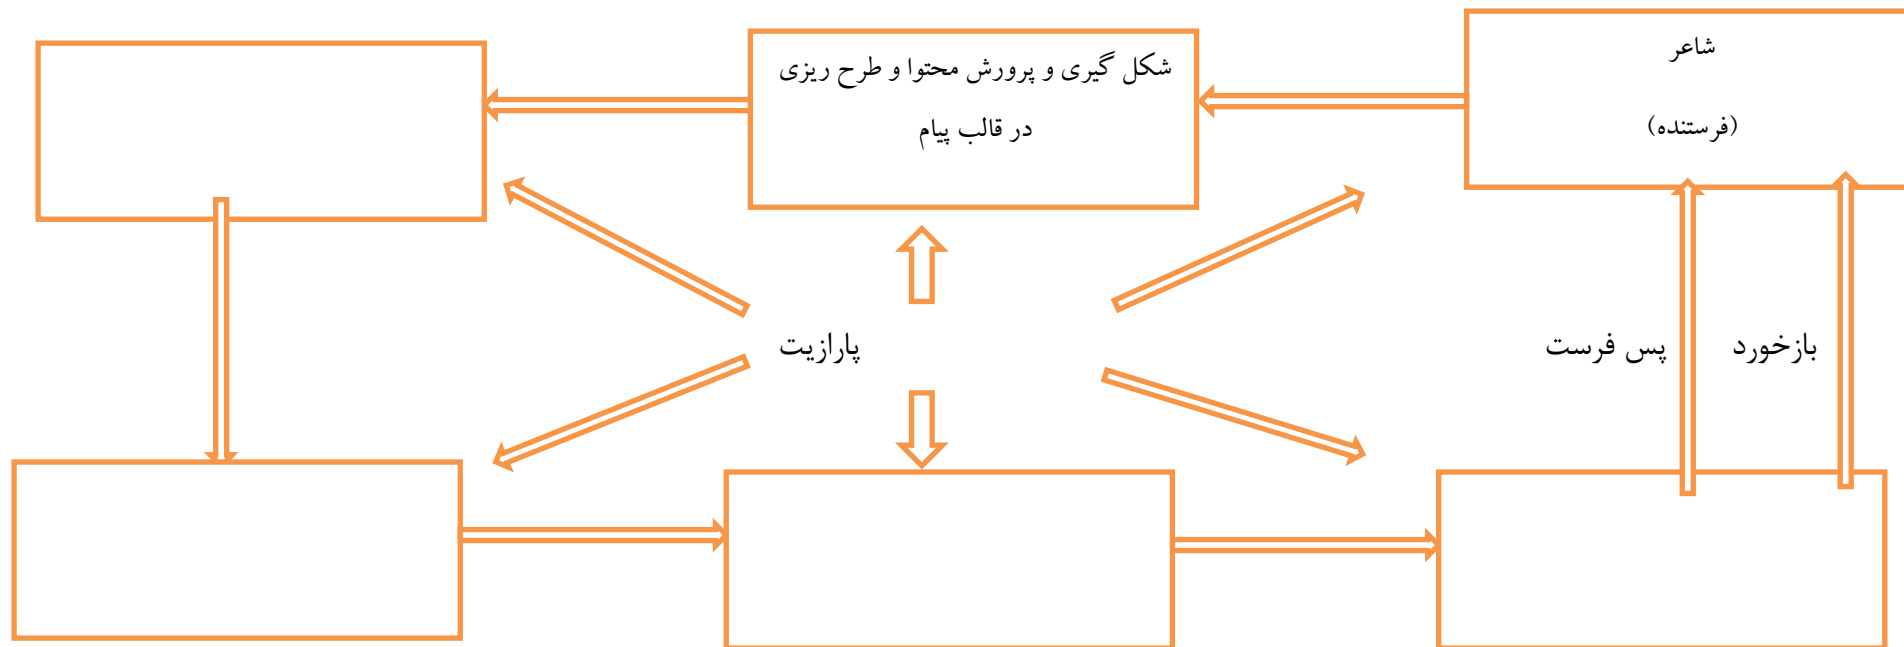 شاعر
(فرستنده)
شکل گیری و پرورش محتوا و طرح ریزی
در قالب پیام
بازخورد
پس فرست
پارازیت